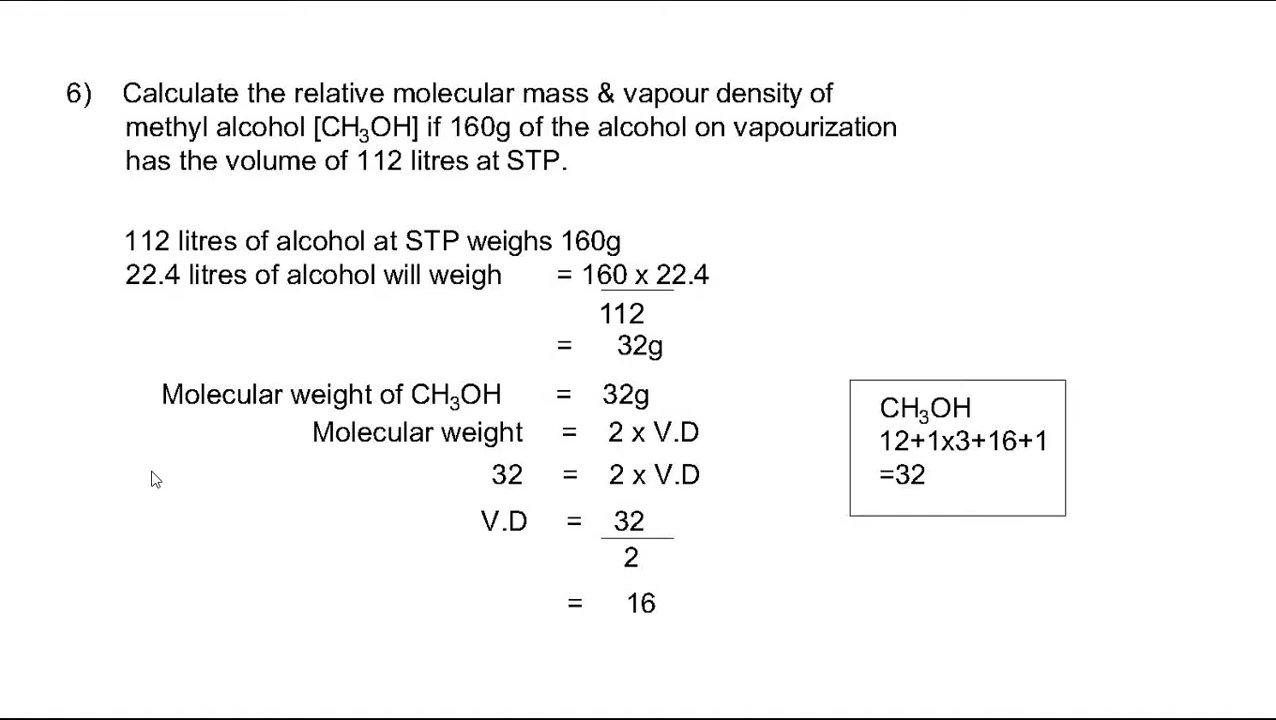 6) Calculate the relative molecular mass & vapour density of
methyl alcohol [CH₃OH] if 160g of the alcohol on vapourization
has the volume of 112 litres at STP.
112 litres of alcohol at STP weighs 160g
22.4 litres of alcohol will weigh = 160 x 22.4
112
= 32g
Molecular weight of CH₃OH = 32g
Molecular weight = 2 x V.D
32 = 2 x V.D
V.D = 32
2
= 16
CH₃OH
12+1x3+16+1
=32